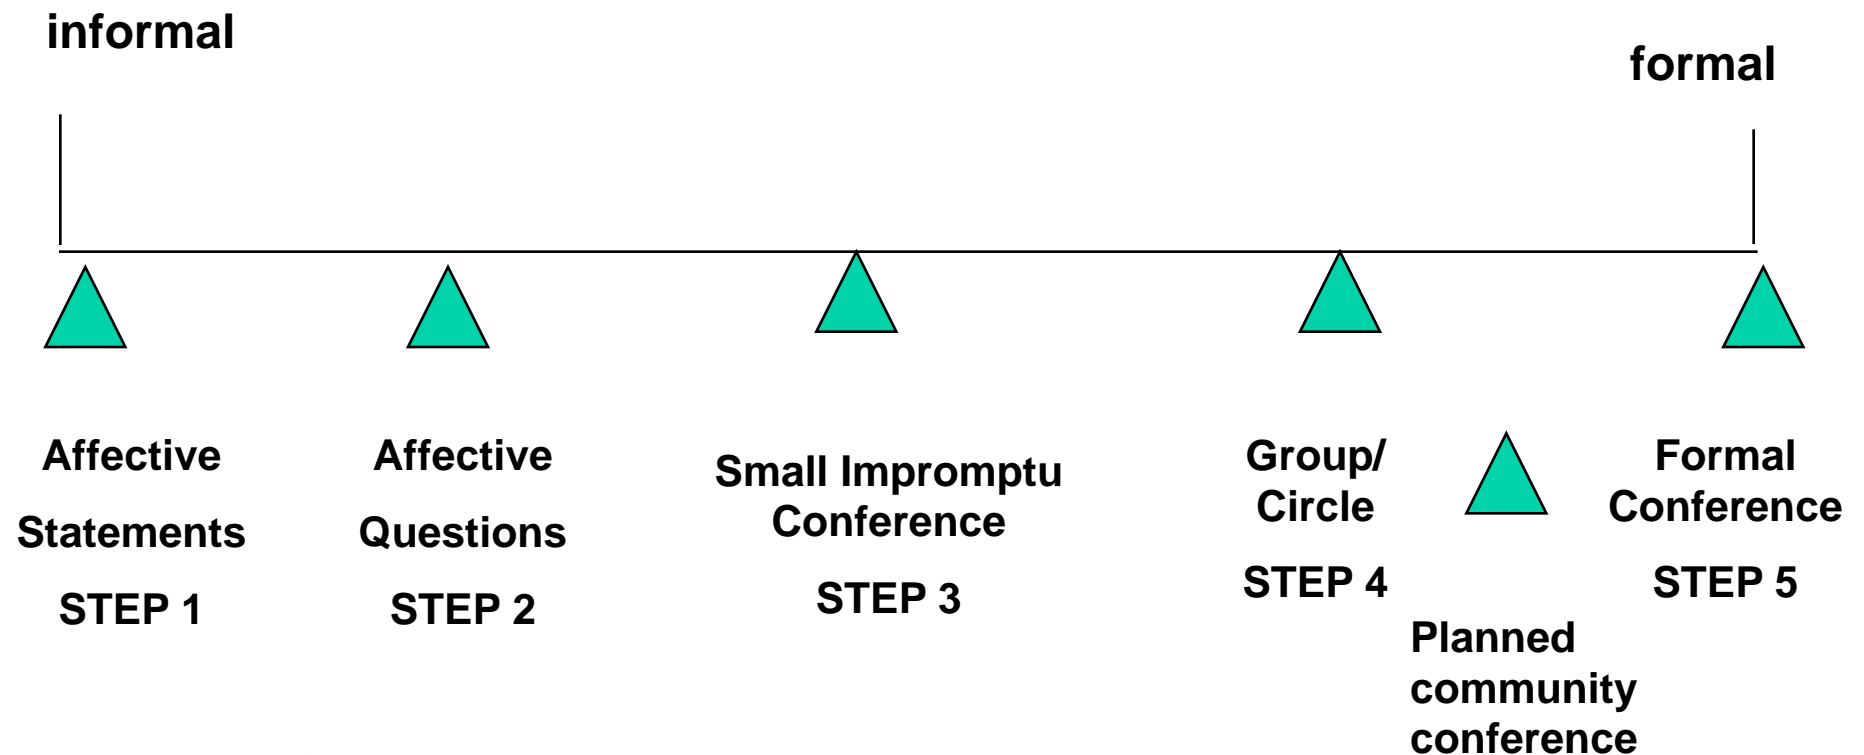 informal
formal
Affective
Statements
STEP 1
Affective
Questions
STEP 2
Small Impromptu
Conference
STEP 3
Group/
Circle
STEP 4
Planned
community
conference
Formal
Conference
STEP 5